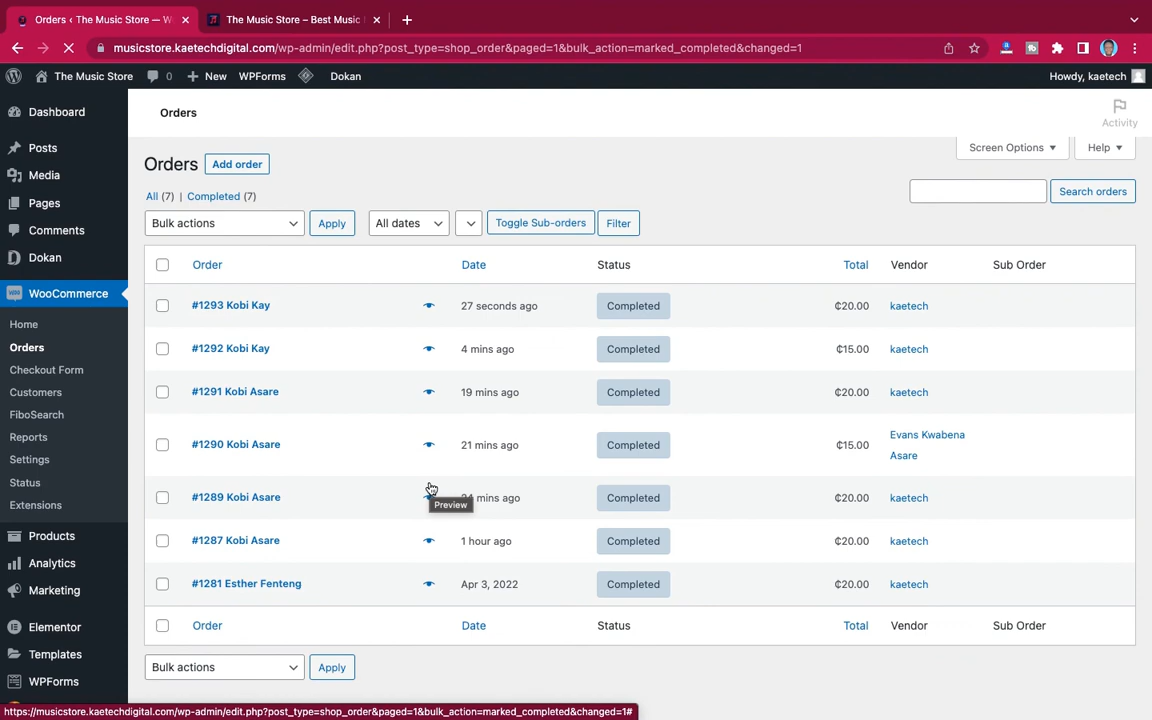 Orders ‹ The Music Store — W
The Music Store – Best Music
musicstore.kaetechdigital.com/wp-admin/edit.php?post_type=shop_order&paged=1&bulk_action=marked_completed&changed=1
The Music Store
0
New
WPForms
Dokan
Howdy, kaetech
Dashboard
Posts
Media
Pages
Comments
Dokan
WooCommerce
Home
Orders
Checkout Form
Customers
FiboSearch
Reports
Settings
Status
Extensions
Products
Analytics
Marketing
Elementor
Templates
WPForms
Orders
Activity
Screen Options
Help
Orders
Add order
All (7) | Completed (7)
Search orders
Bulk actions
Apply
All dates
Toggle Sub-orders
Filter
Order Date Status Total Vendor Sub Order
#1293 Kobi Kay 27 seconds ago Completed ₵20.00 kaetech
#1292 Kobi Kay 4 mins ago Completed ₵15.00 kaetech
#1291 Kobi Asare 19 mins ago Completed ₵20.00 kaetech
#1290 Kobi Asare 21 mins ago Completed ₵15.00 Evans Kwabena
Asare
#1289 Kobi Asare mins ago Completed ₵20.00 kaetech
Preview
#1287 Kobi Asare 1 hour ago Completed ₵20.00 kaetech
#1281 Esther Fenteng Apr 3, 2022 Completed ₵20.00 kaetech
Order Date Status Total Vendor Sub Order
Bulk actions
Apply
https://musicstore.kaetechdigital.com/wp-admin/edit.php?post_type=shop_order&paged=1&bulk_action=marked_completed&changed=1#